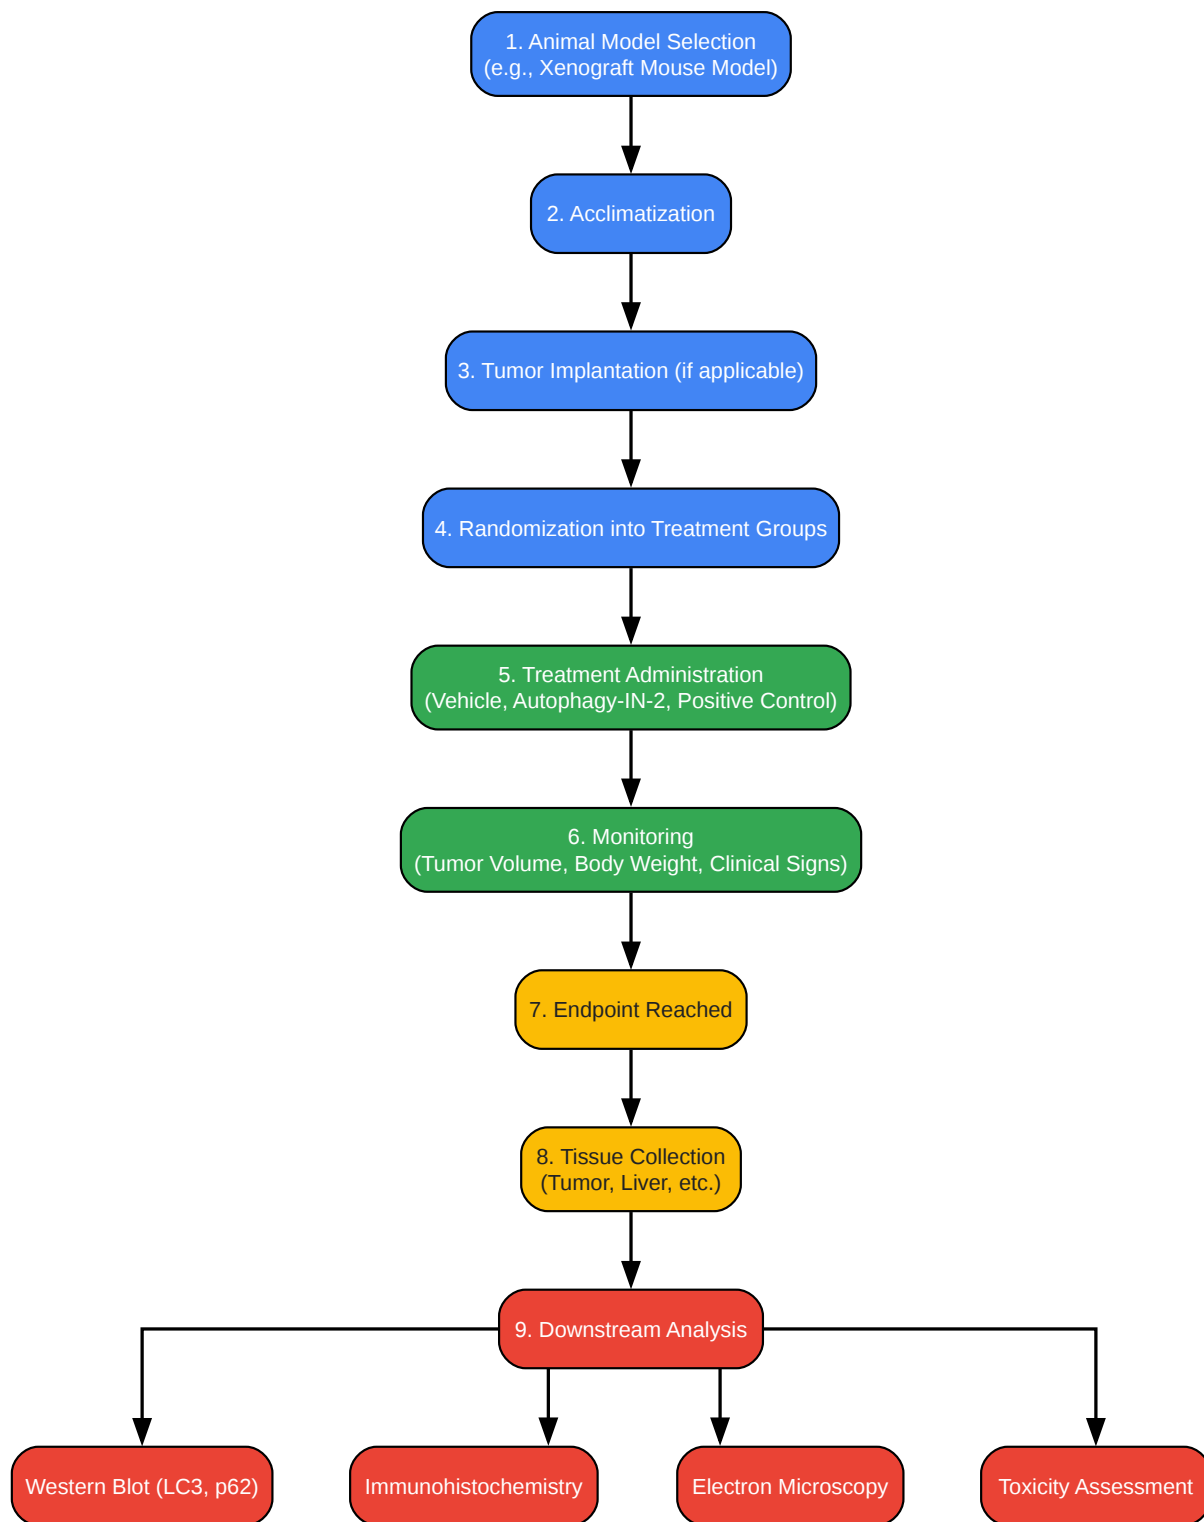 1. Animal Model Selection
(e.g., Xenograft Mouse Model)
2. Acclimatization
3. Tumor Implantation (if applicable)
4. Randomization into Treatment Groups
5. Treatment Administration
(Vehicle, Autophagy-IN-2, Positive Control)
6. Monitoring
(Tumor Volume, Body Weight, Clinical Signs)
7. Endpoint Reached
8. Tissue Collection
(Tumor, Liver, etc.)
9. Downstream Analysis
Western Blot (LC3, p62)
Immunohistochemistry
Electron Microscopy
Toxicity Assessment